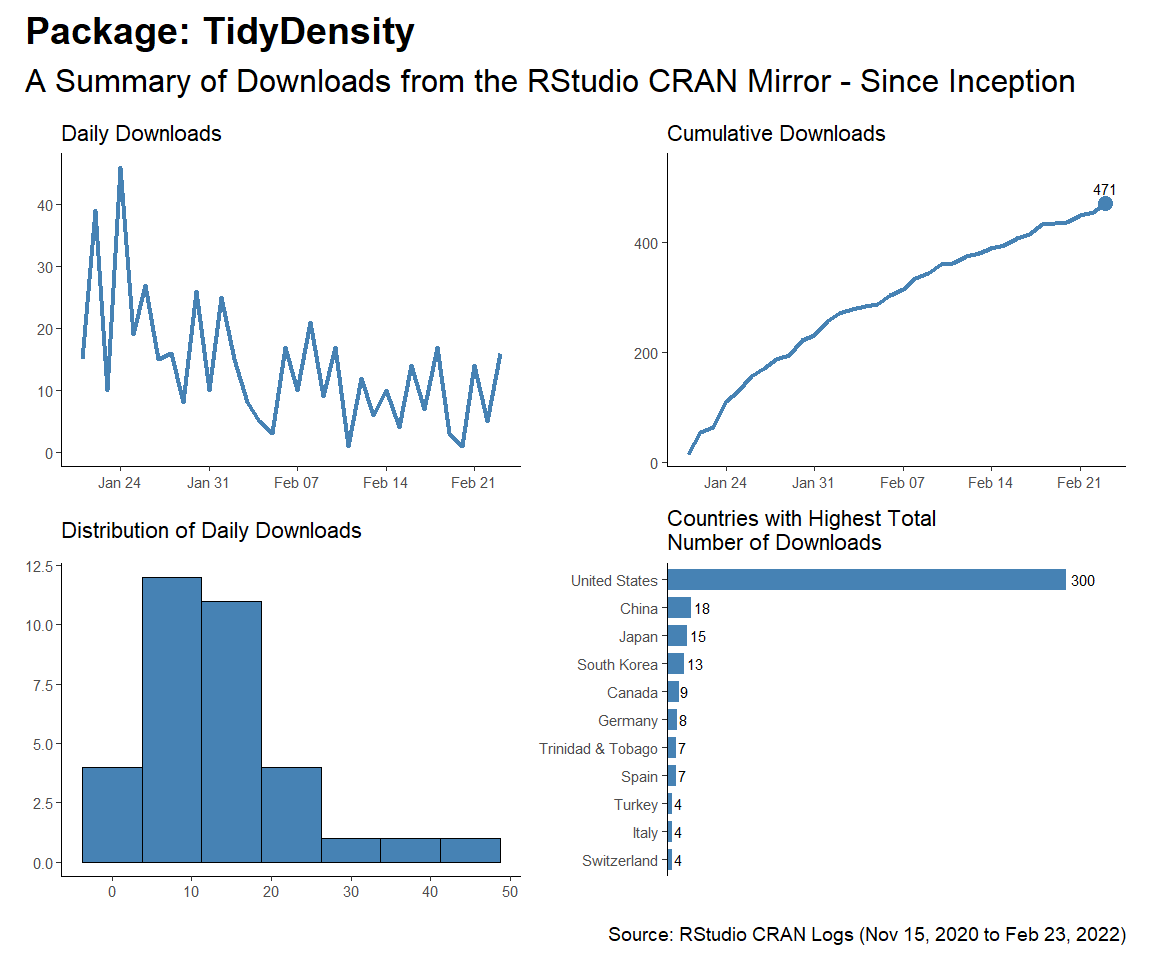 Package: TidyDensity
A Summary of Downloads from the RStudio CRAN Mirror - Since Inception
Daily Downloads
40
30
20
10
0
Jan 24 Jan 31 Feb 07 Feb 14 Feb 21
Cumulative Downloads
471
400
200
0
Jan 24 Jan 31 Feb 07 Feb 14 Feb 21
Distribution of Daily Downloads
12.5
10.0
7.5
5.0
2.5
0.0
0 10 20 30 40 50
Countries with Highest Total
Number of Downloads
United States 300
China 18
Japan 15
South Korea 13
Canada 9
Germany 8
Trinidad & Tobago 7
Spain 7
Turkey 4
Italy 4
Switzerland 4
Source: RStudio CRAN Logs (Nov 15, 2020 to Feb 23, 2022)